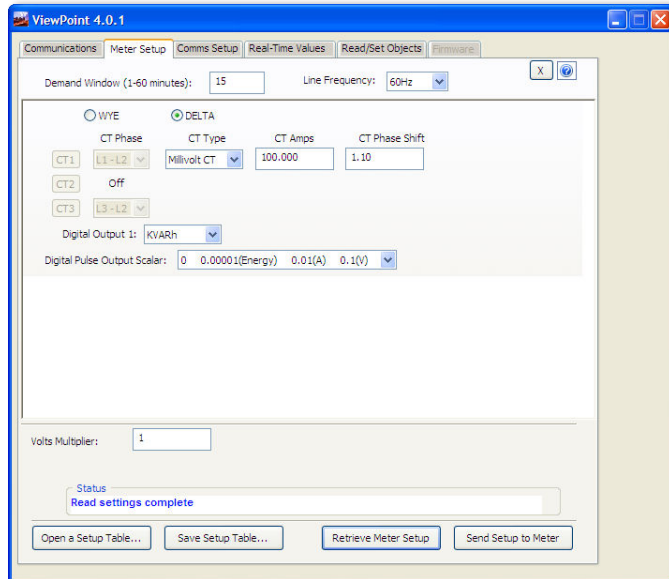 ViewPoint 4.0.1
Communications Meter Setup Comms Setup Real-Time Values Read/Set Objects Firmware
X ?
Demand Window (1-60 minutes): 15 Line Frequency: 60Hz
WYE DELTA
CT Phase CT Type CT Amps CT Phase Shift
CT1 L1-L2 Millivolt CT 100.000 1.10
CT2 Off
CT3 L3-L2
Digital Output 1: KVARh
Digital Pulse Output Scalar: 0 0.00001(Energy) 0.01(A) 0.1(V)
Volts Multiplier: 1
Status
Read settings complete
Open a Setup Table... Save Setup Table... Retrieve Meter Setup Send Setup to Meter